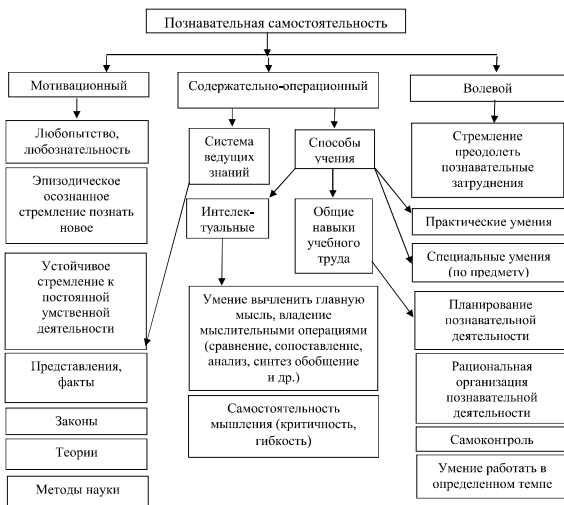 Познавательная самостоятельность
Мотивационный
Содержательно-операционный
Волевой
Любопытство,
любознательность
Система
ведущих
знаний
Способы
учения
Стремление
преодолеть
познавательные
затруднения
Эпизодическое
осознанное
стремление познать
новое
Интелек-
туальные
Общие
навыки
учебного
труда
Практические умения
Специальные умения
(по предмету)
Устойчивое
стремление к
постоянной
умственной
деятельности
Умение вычленить главную
мысль, владение
мыслительными операциями
(сравнение, сопоставление,
анализ, синтез обобщение
и др.)
Планирование
познавательной
деятельности
Представления,
факты
Рациональная
организация
познавательной
деятельности
Законы
Самостоятельность
мышления (критичность,
гибкость)
Самоконтроль
Теории
Умение работать в
определенном темпе
Методы науки